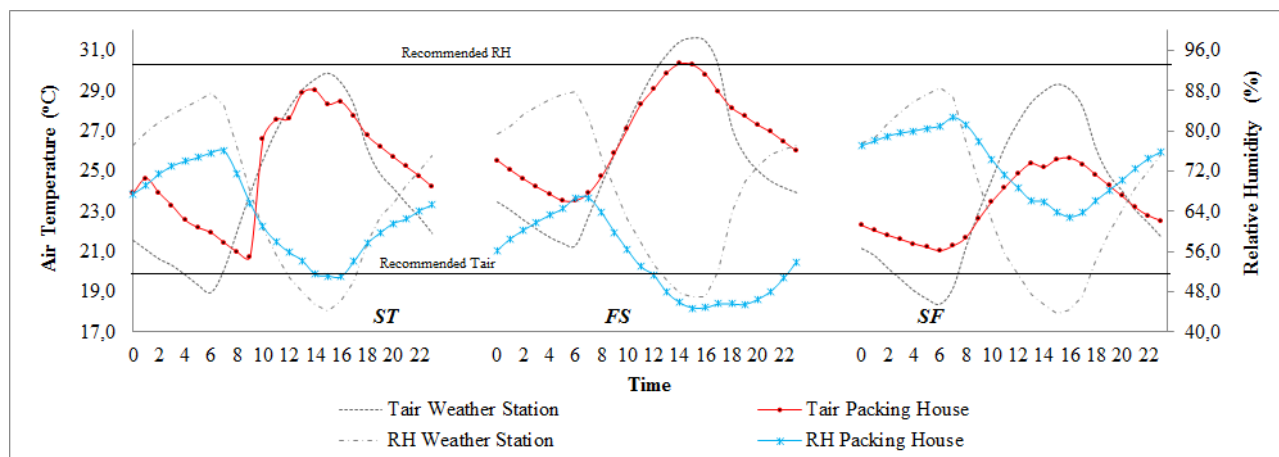 Air Temperature (ºC)
31,0
29,0
27,0
25,0
23,0
21,0
19,0
17,0
Recommended RH
Recommended Tair
ST
FS
SF
96,0
88,0
80,0
72,0
64,0
56,0
48,0
40,0
Relative Humidity (%)
0 2 4 6 8 10 12 14 16 18 20 22 0 2 4 6 8 10 12 14 16 18 20 22 0 2 4 6 8 10 12 14 16 18 20 22
Time
Tair Weather Station Tair Packing House
RH Weather Station RH Packing House